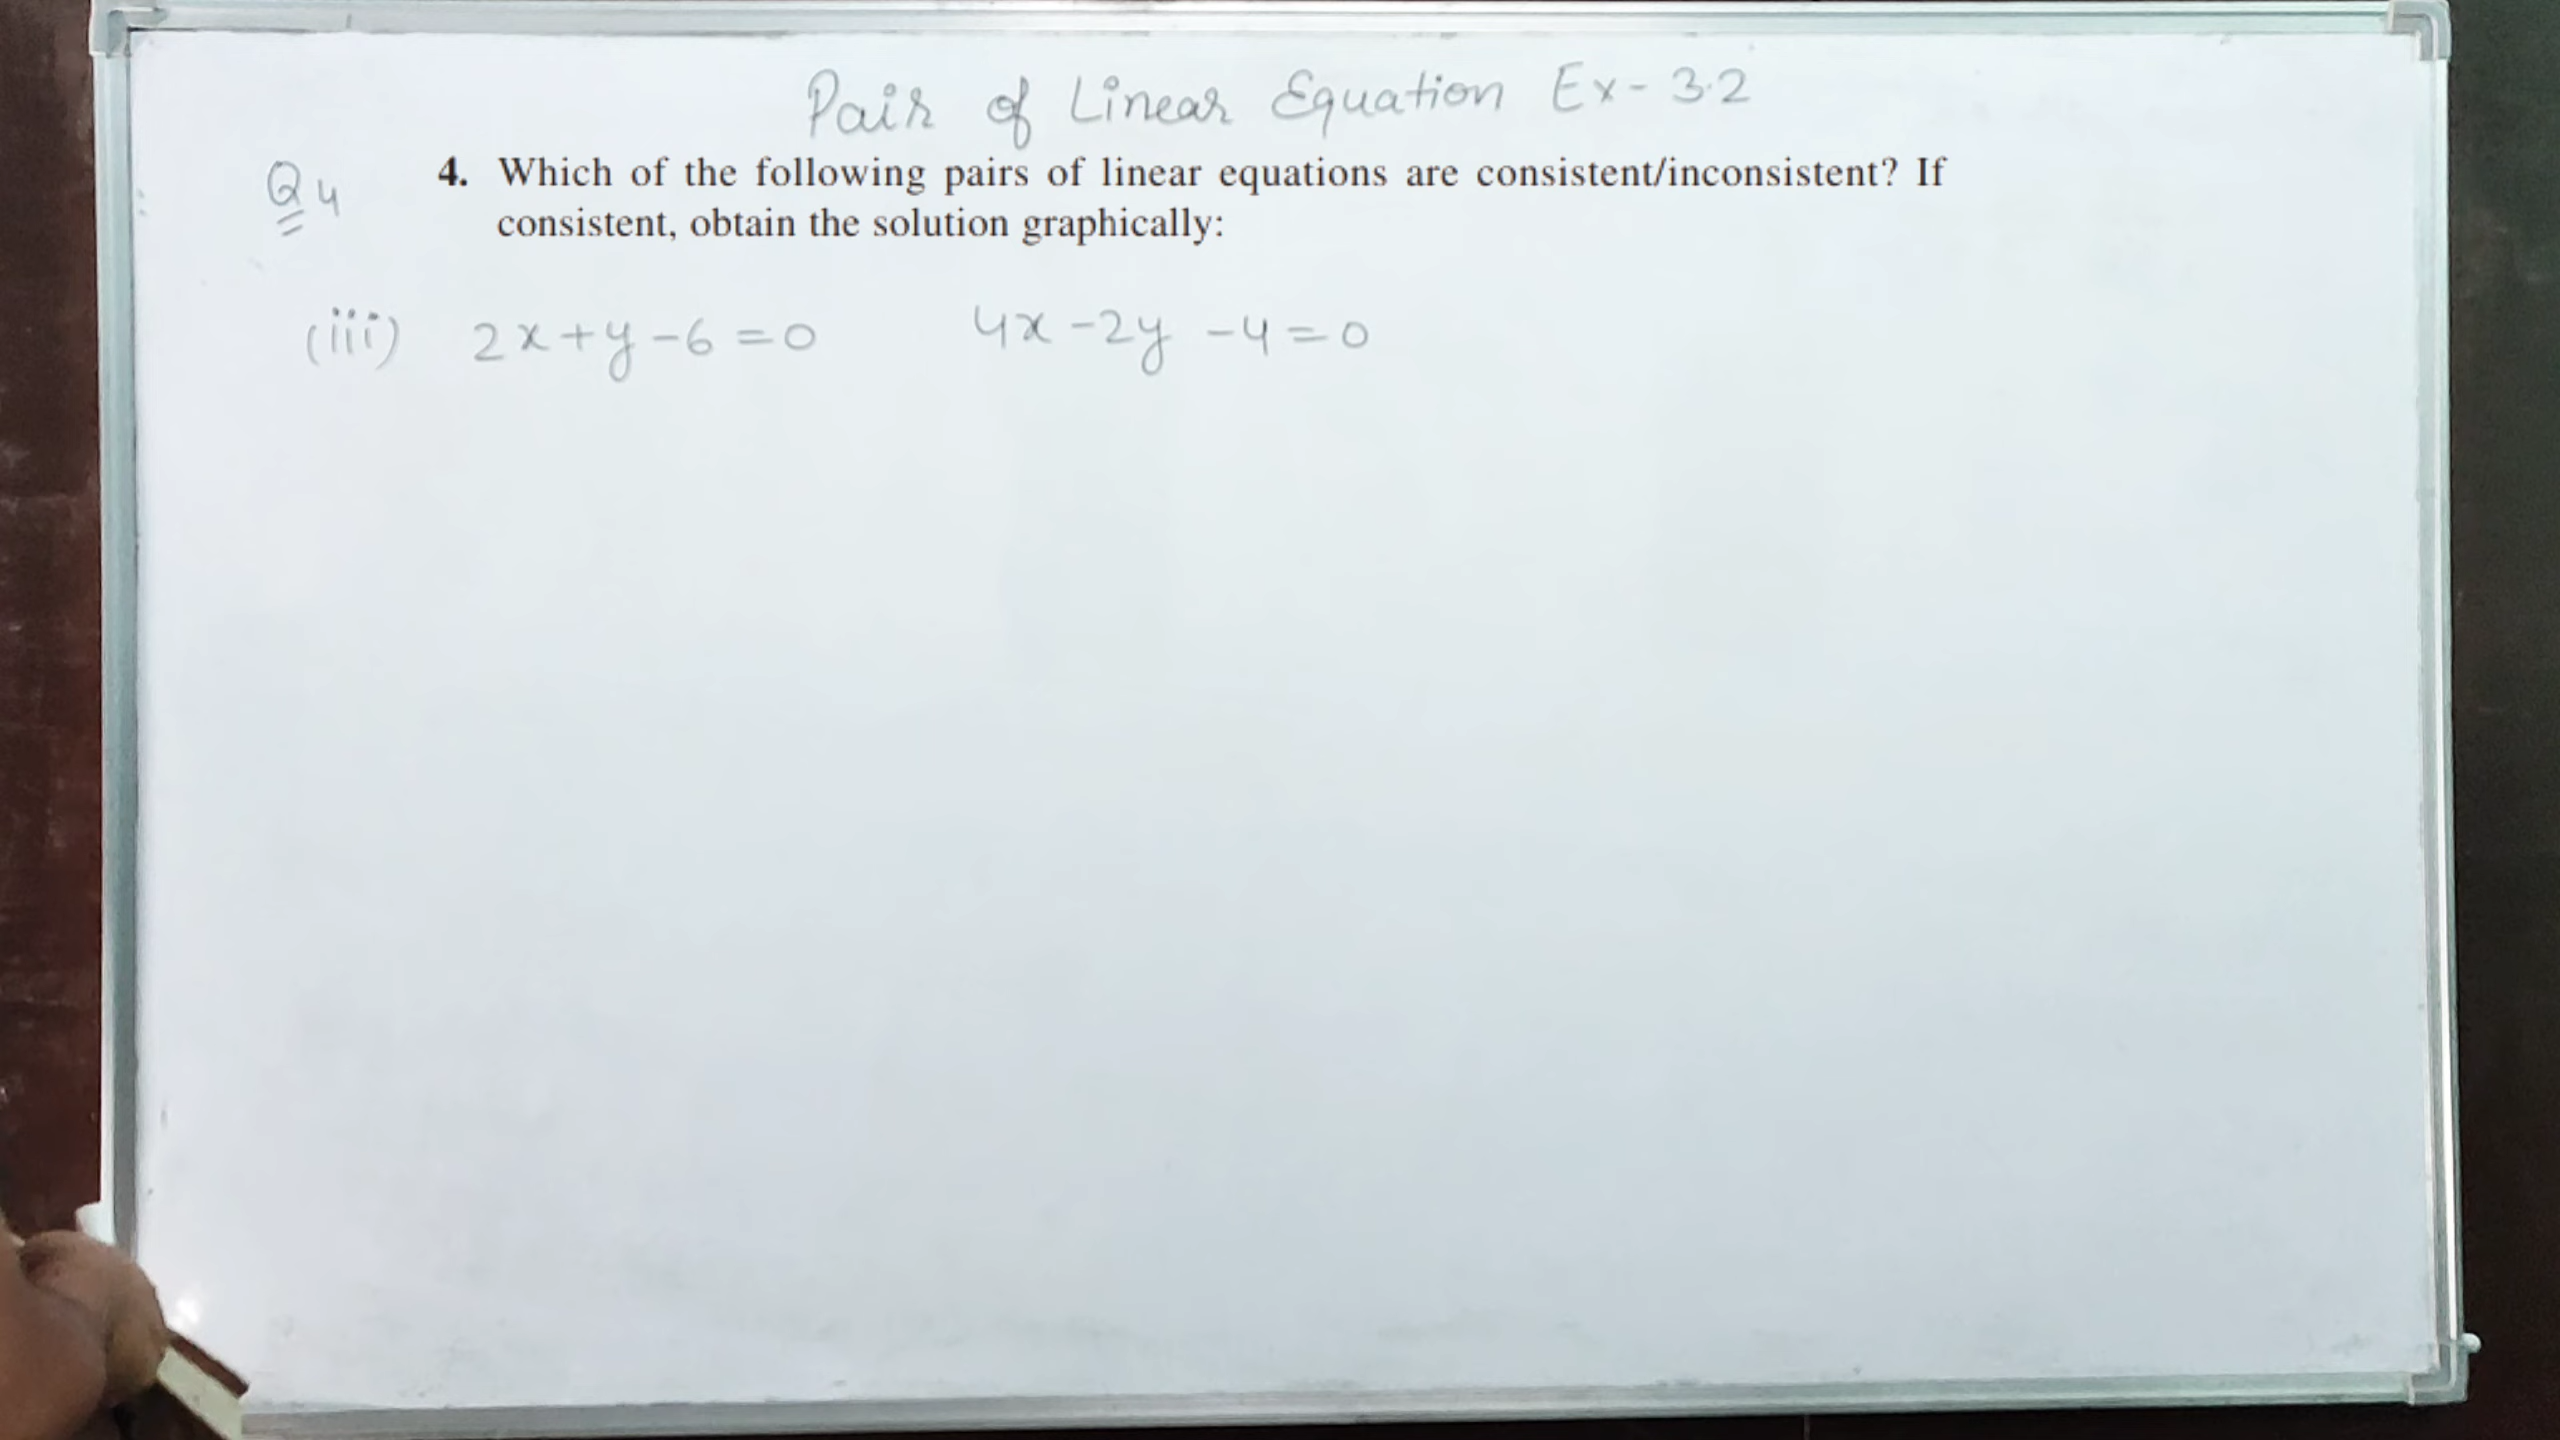 Pair of Linear Equation Ex- 3.2
Q4
4. Which of the following pairs of linear equations are consistent/inconsistent? If
consistent, obtain the solution graphically:
(iii) 2x+y-6=0 4x-2y-4=0